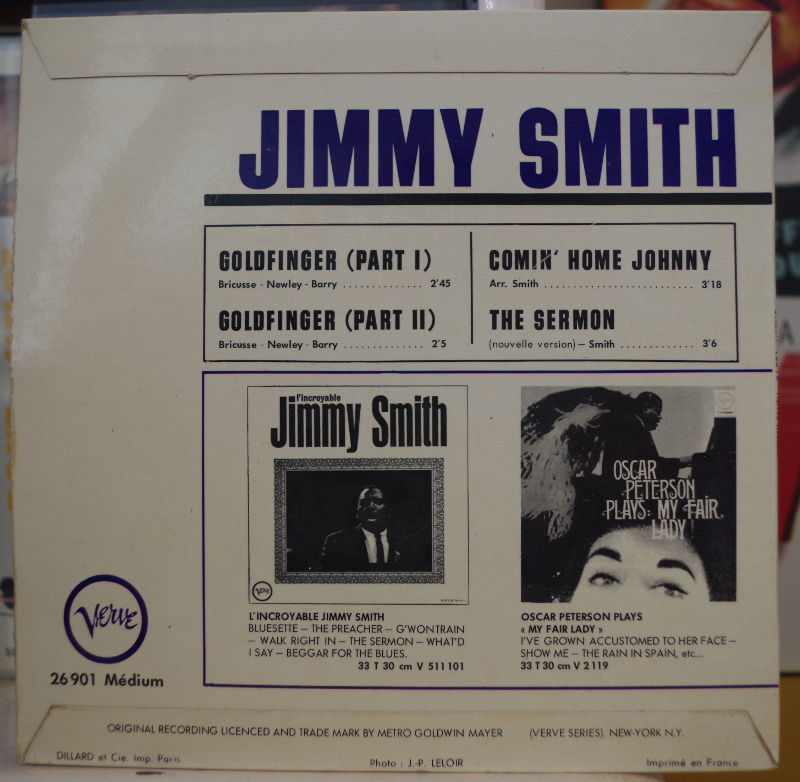 JIMMY SMITH
GOLDFINGER (PART I)
Bricusse - Newley - Barry .............. 2'45
GOLDFINGER (PART II)
Bricusse - Newley - Barry .............. 2'5
COMIN' HOME JOHNNY
Arr. Smith .......................... 3'18
THE SERMON
(nouvelle version) — Smith ............. 3'6
l'incroyable
Jimmy Smith
Verve
OSCAR
PETERSON
PLAYS: MY FAIR
LADY
L'INCROYABLE JIMMY SMITH
BLUESETTE — THE PREACHER — G'WONTRAIN
— WALK RIGHT IN — THE SERMON — WHAT'D
I SAY — BEGGAR FOR THE BLUES.
33 T 30 cm V 511 101
OSCAR PETERSON PLAYS
« MY FAIR LADY »
I'VE GROWN ACCUSTOMED TO HER FACE —
SHOW ME — THE RAIN IN SPAIN, etc...
33 T 30 cm V 2 119
Verve
26 901 Médium
ORIGINAL RECORDING LICENCED AND TRADE MARK BY METRO GOLDWIN MAYER (VERVE SERIES). NEW-YORK N.Y.
DILLARD et Cie. Imp. Paris
Photo : J.-P. LELOIR
Imprimé en France